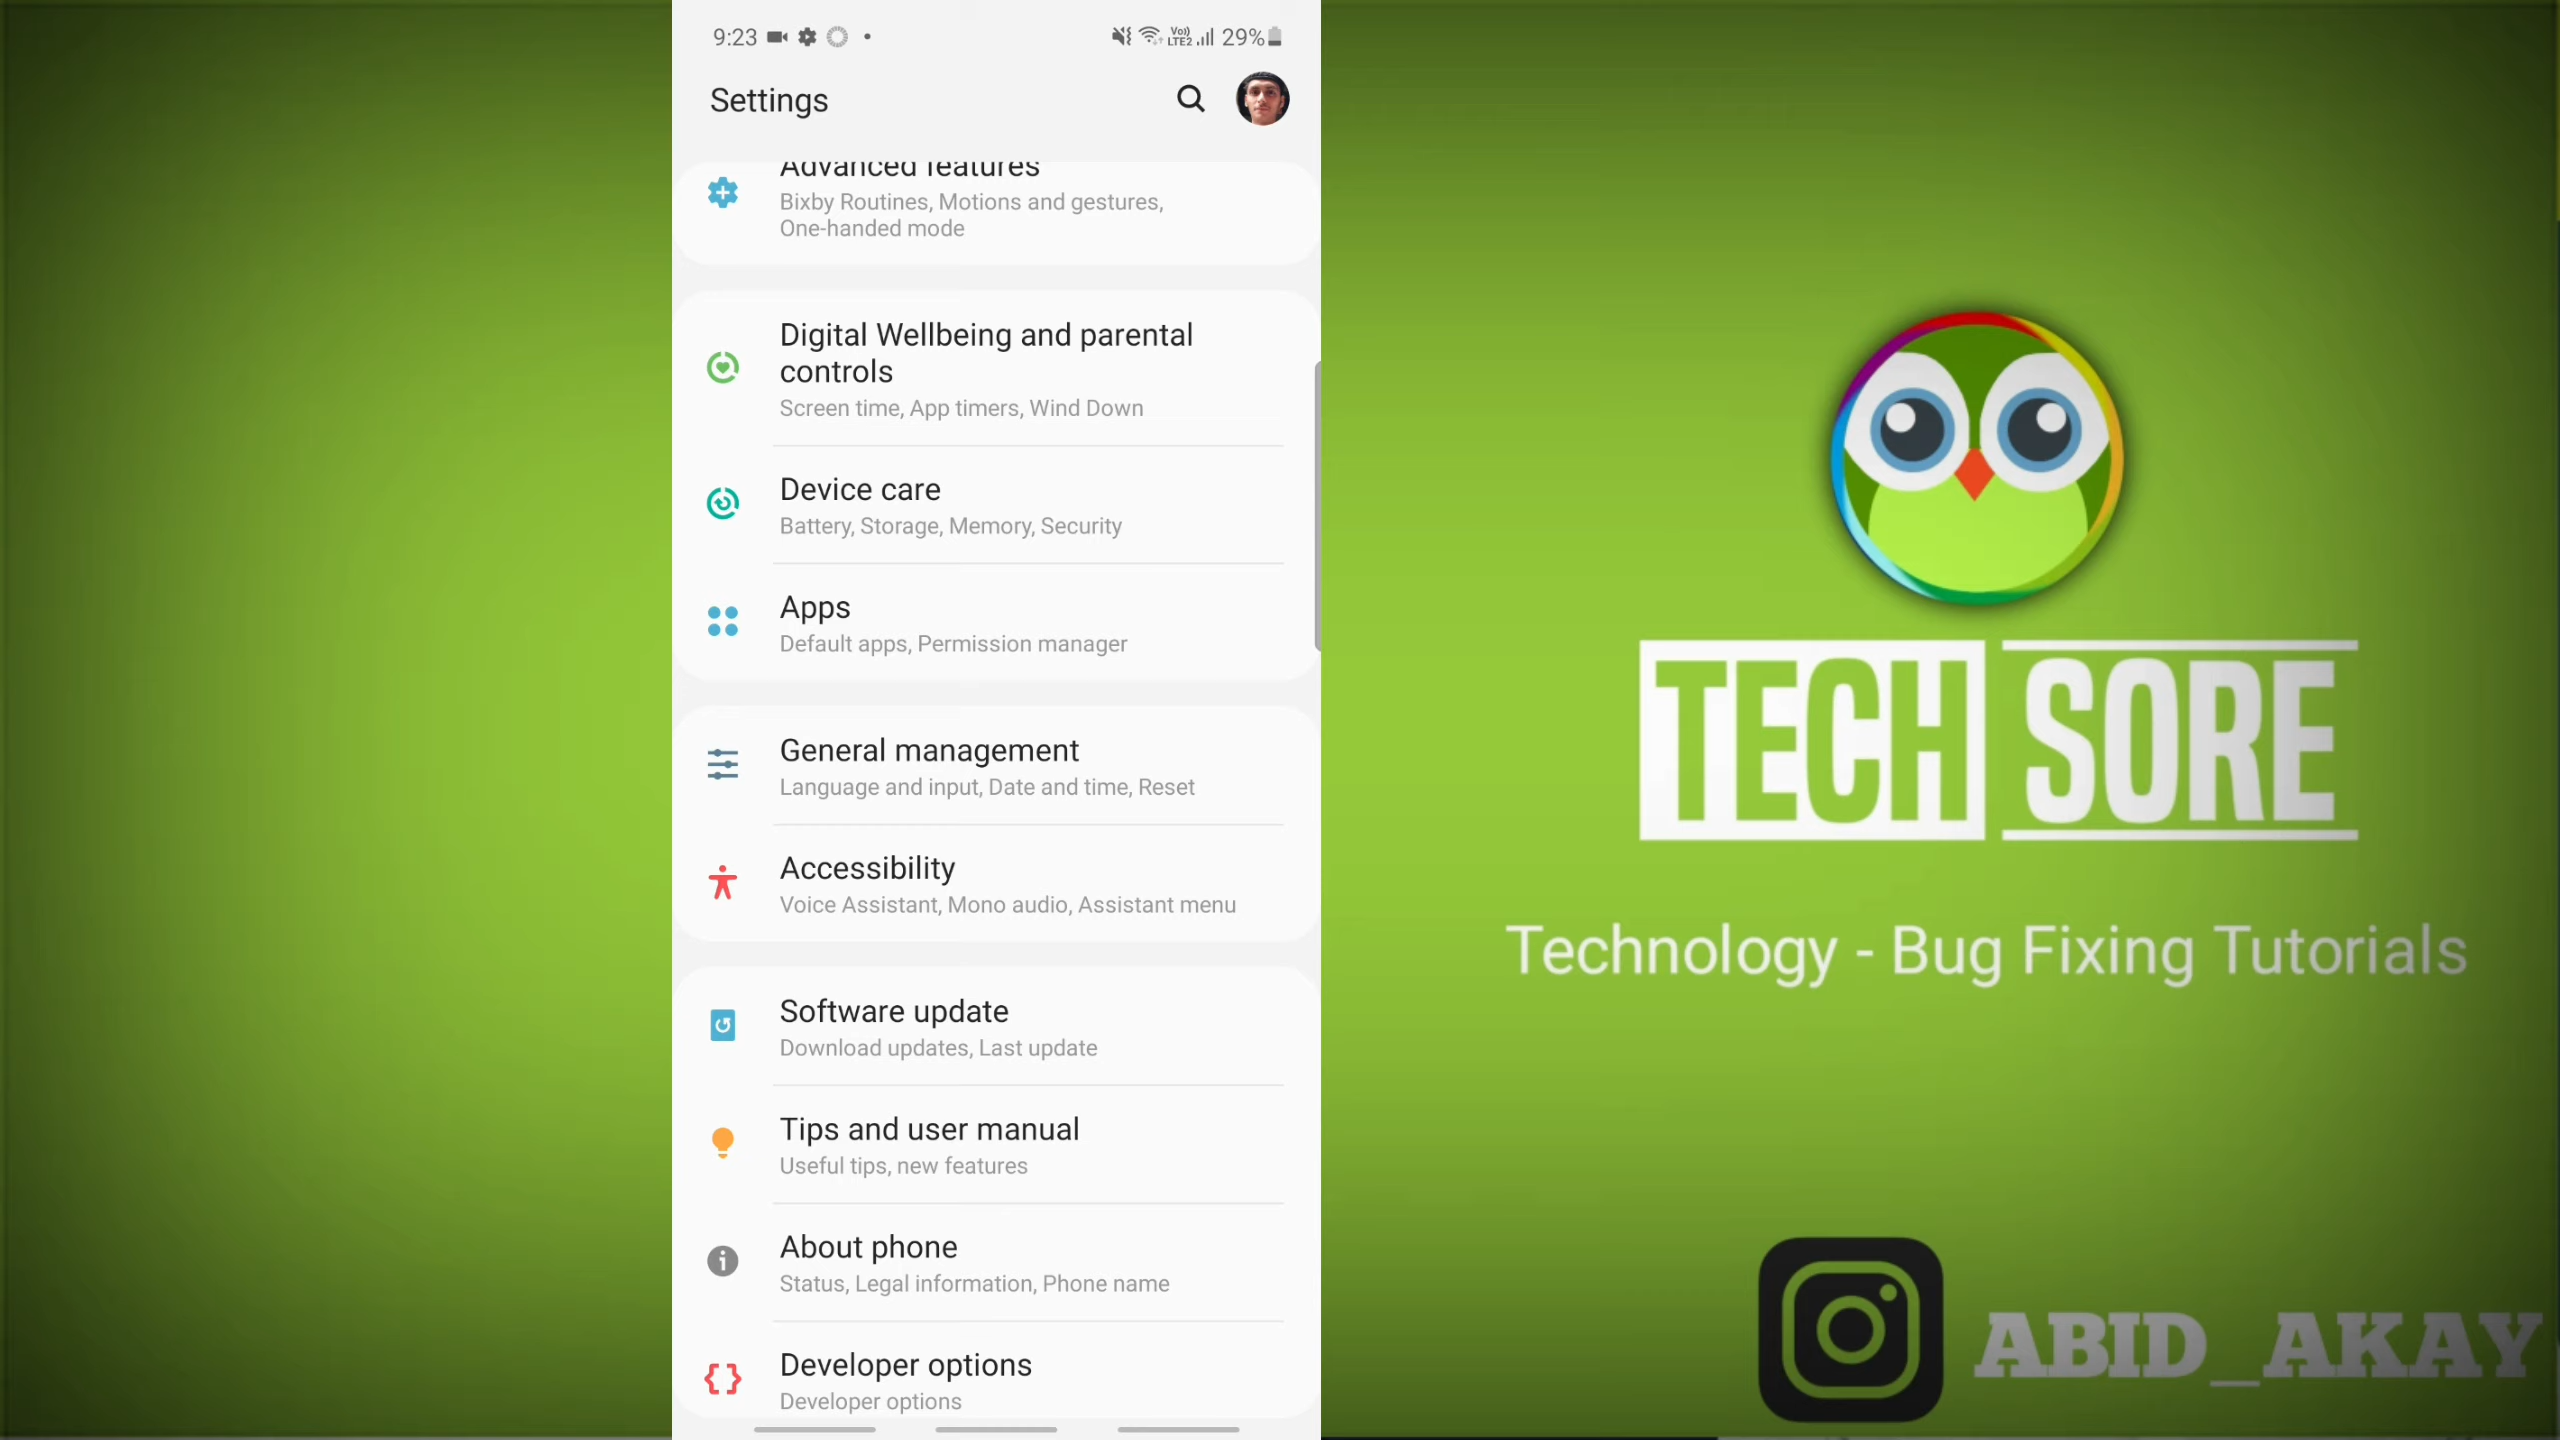 9:23
Vo))
LTE2
29%
Settings
Advanced features
Bixby Routines, Motions and gestures,
One-handed mode
Digital Wellbeing and parental
controls
Screen time, App timers, Wind Down
Device care
Battery, Storage, Memory, Security
Apps
Default apps, Permission manager
General management
Language and input, Date and time, Reset
Accessibility
Voice Assistant, Mono audio, Assistant menu
Software update
Download updates, Last update
Tips and user manual
Useful tips, new features
About phone
Status, Legal information, Phone name
Developer options
Developer options
TECH SORE
Technology - Bug Fixing Tutorials
ABID_AKAY